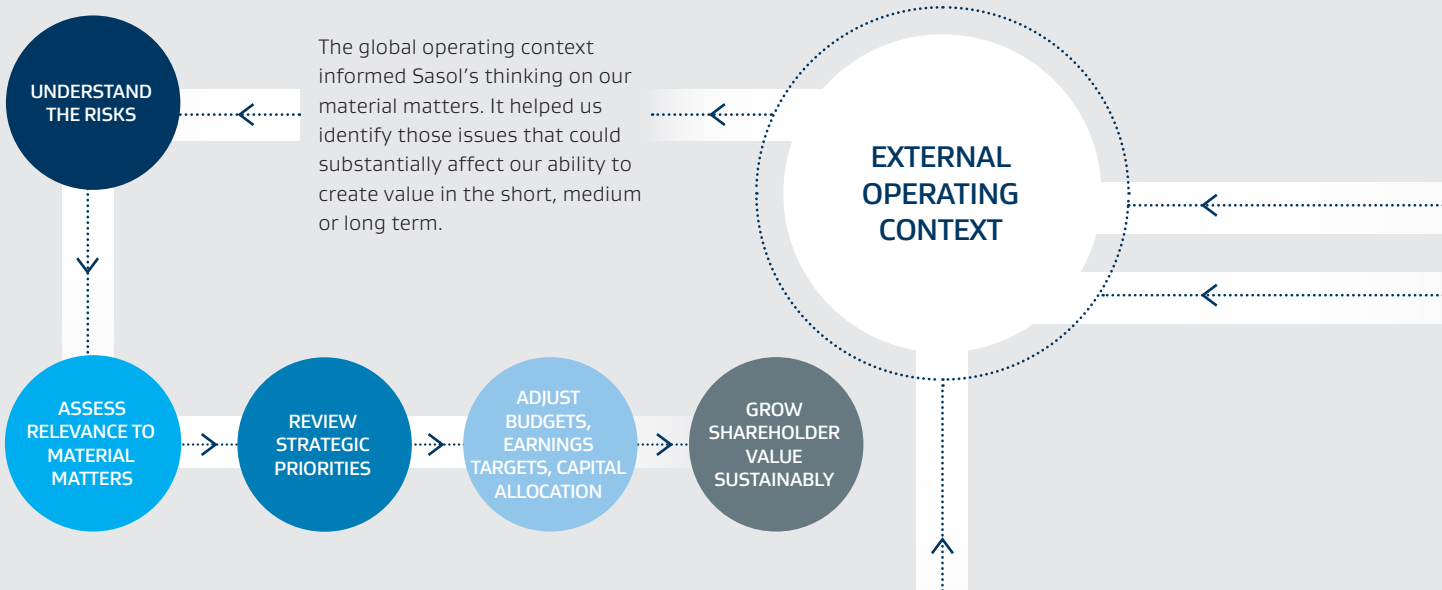 UNDERSTAND
THE RISKS
The global operating context
informed Sasol's thinking on our
material matters. It helped us
identify those issues that could
substantially affect our ability to
create value in the short, medium
or long term.
EXTERNAL
OPERATING
CONTEXT
ASSESS
RELEVANCE TO
MATERIAL
MATTERS
REVIEW
STRATEGIC
PRIORITIES
ADJUST
BUDGETS,
EARNINGS
TARGETS, CAPITAL
ALLOCATION
GROW
SHAREHOLDER
VALUE
SUSTAINABLY